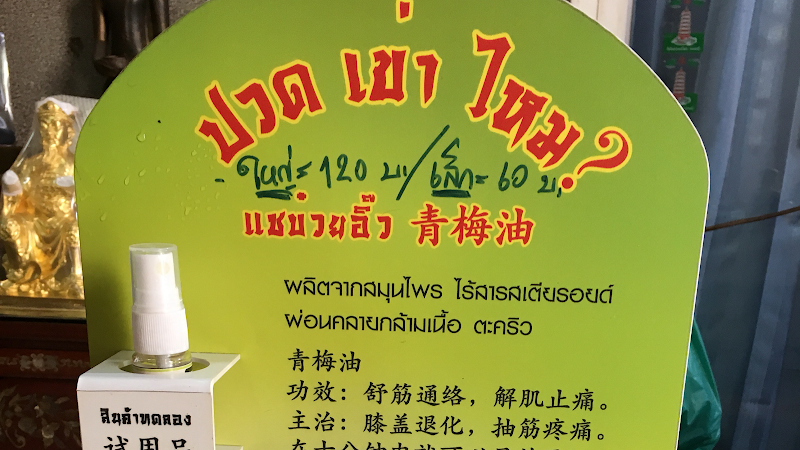 ปวด เข่า ไหม?
- ใหญ่ = 120 บ. / เล็ก = 60 บ.
แชบ๋วยอิ๊ว 青梅油
ผลิตจากสมุนไพร ไร้สารสเตียรอยด์
ผ่อนคลายกล้ามเนื้อ ตะคริว
青梅油
功效：舒筋通络，解肌止痛。
主治：膝盖退化，抽筋疼痛。
สินค้าทดลอง
试用品